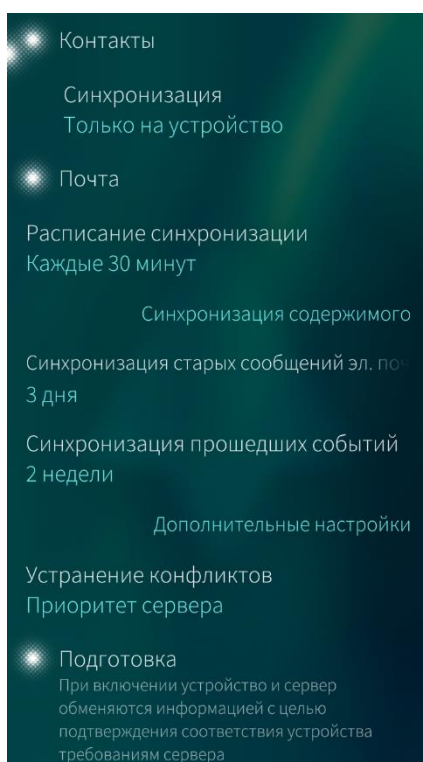 Контакты
Синхронизация
Только на устройство
Почта
Расписание синхронизации
Каждые 30 минут
Синхронизация содержимого
Синхронизация старых сообщений эл.
3 дня
Синхронизация прошедших событий
2 недели
Дополнительные настройки
Устранение конфликтов
Приоритет сервера
Подготовка
При включении устройство и сервер
обмениваются информацией с целью
подтверждения соответствия устройства
требованиям сервера